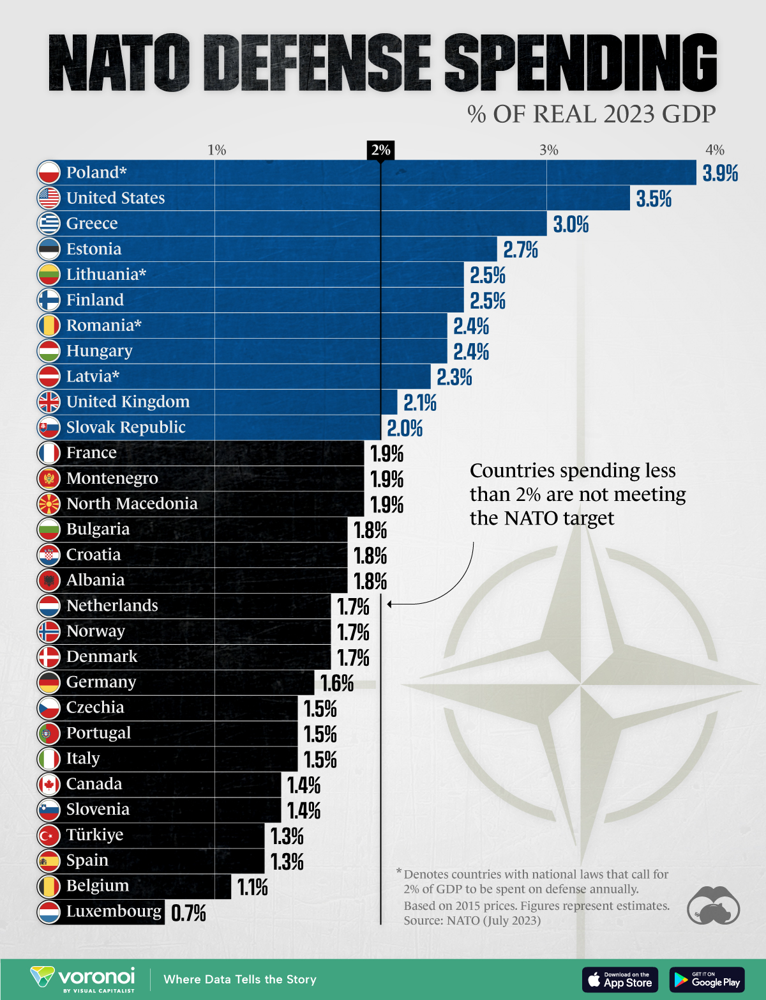 NATO DEFENSE SPENDING
% OF REAL 2023 GDP
1% 2% 3% 4%
Poland* 3.9%
United States 3.5%
Greece 3.0%
Estonia 2.7%
Lithuania* 2.5%
Finland 2.5%
Romania* 2.4%
Hungary 2.4%
Latvia* 2.3%
United Kingdom 2.1%
Slovak Republic 2.0%
France 1.9%
Montenegro 1.9%
North Macedonia 1.9%
Bulgaria 1.8%
Croatia 1.8%
Albania 1.8%
Netherlands 1.7%
Norway 1.7%
Denmark 1.7%
Germany 1.6%
Czechia 1.5%
Portugal 1.5%
Italy 1.5%
Canada 1.4%
Slovenia 1.4%
Türkiye 1.3%
Spain 1.3%
Belgium 1.1%
Luxembourg 0.7%
Countries spending less
than 2% are not meeting
the NATO target
* Denotes countries with national laws that call for
2% of GDP to be spent on defense annually.
Based on 2015 prices. Figures represent estimates.
Source: NATO (July 2023)
voronoi
BY VISUAL CAPITALIST
Where Data Tells the Story
Download on the
App Store
GET IT ON
Google Play